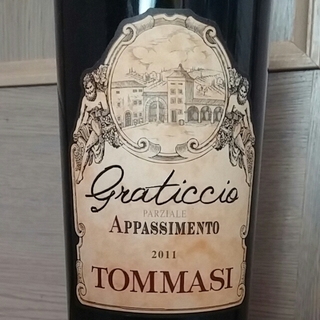 Graticcio
PARZIALE
APPASSIMENTO
2011
TOMMASI